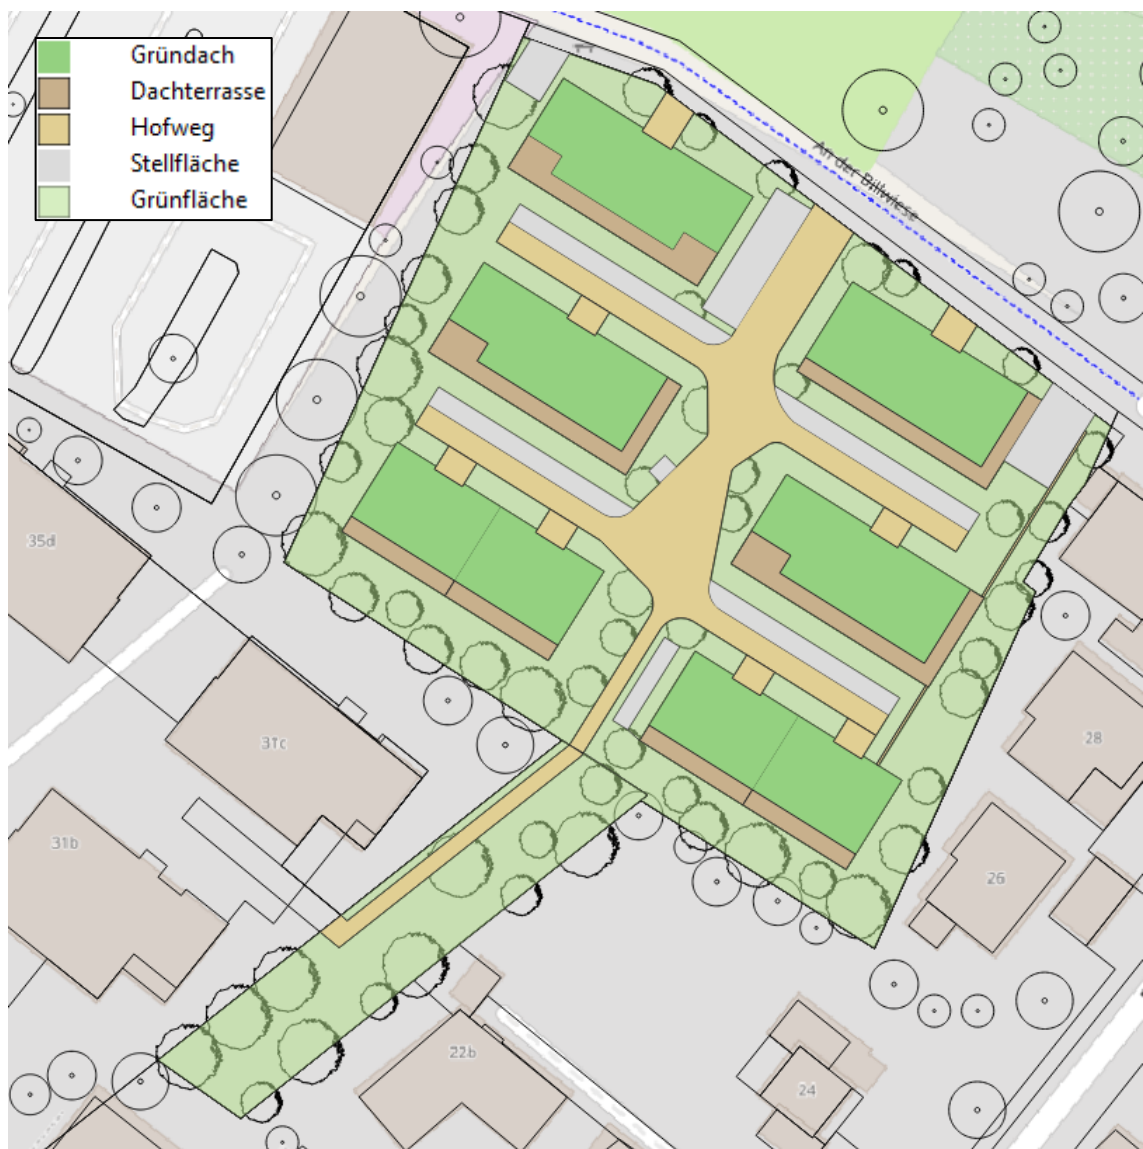 Gründach
Dachterrasse
Hofweg
Stellfläche
Grünfläche
An der Billwiese
35d
31c
31b
28
26
22b
24